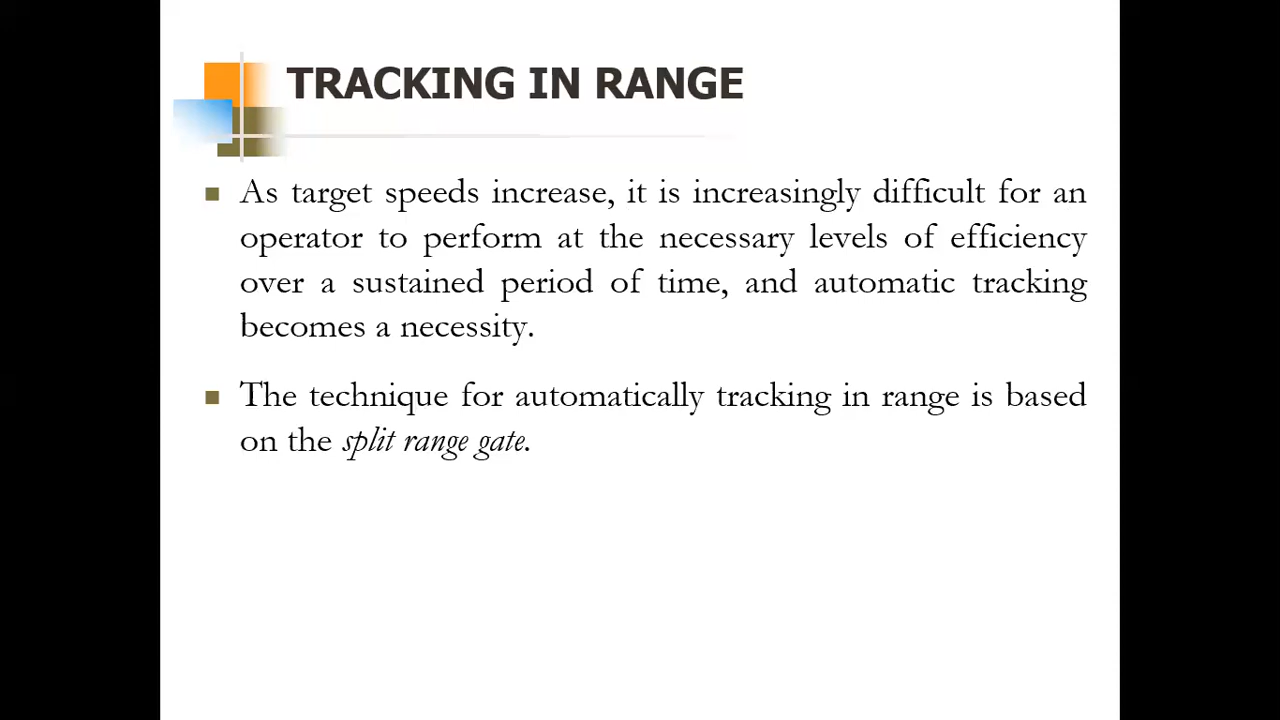 TRACKING IN RANGE
As target speeds increase, it is increasingly difficult for an
operator to perform at the necessary levels of efficiency
over a sustained period of time, and automatic tracking
becomes a necessity.
The technique for automatically tracking in range is based
on the split range gate.